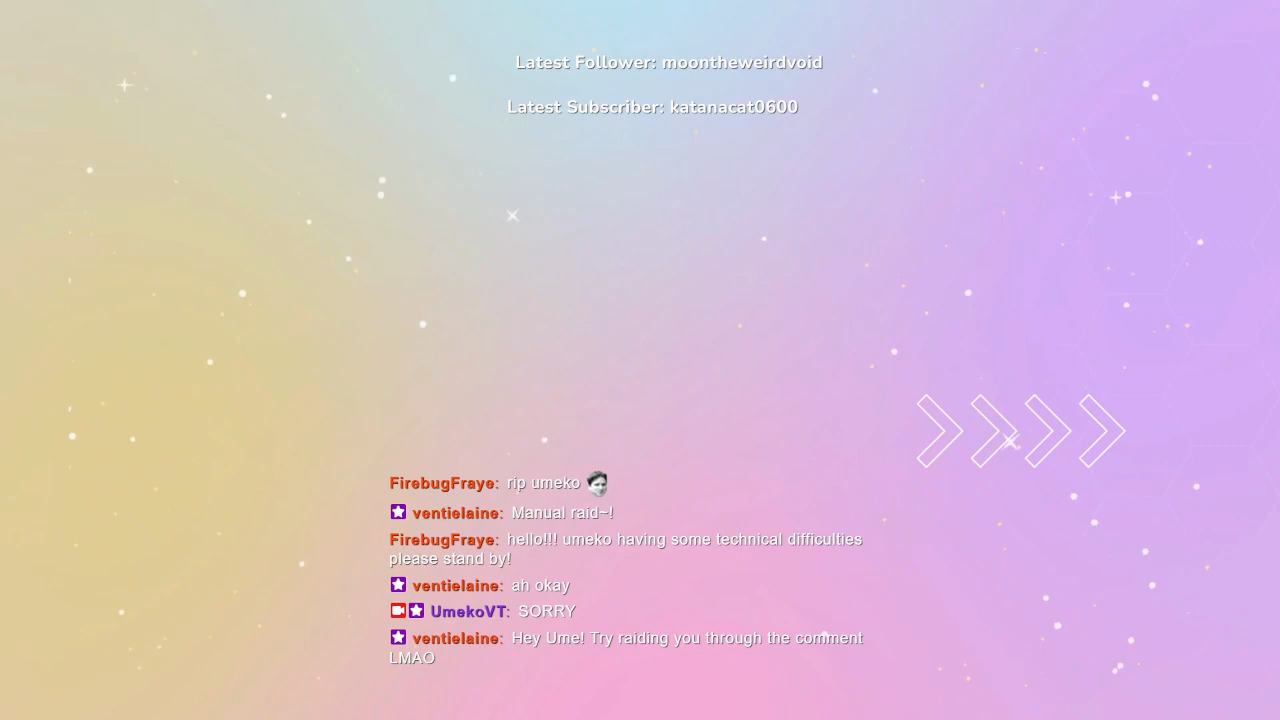 Latest Follower: moontheweirdvoid
Latest Subscriber: katanacat0600
FirebugFraye: rip umeko
ventielaine: Manual raid~!
FirebugFraye: hello!!! umeko having some technical difficulties
please stand by!
ventielaine: ah okay
UmekoVT: SORRY
ventielaine: Hey Ume! Try raiding you through the comment
LMAO